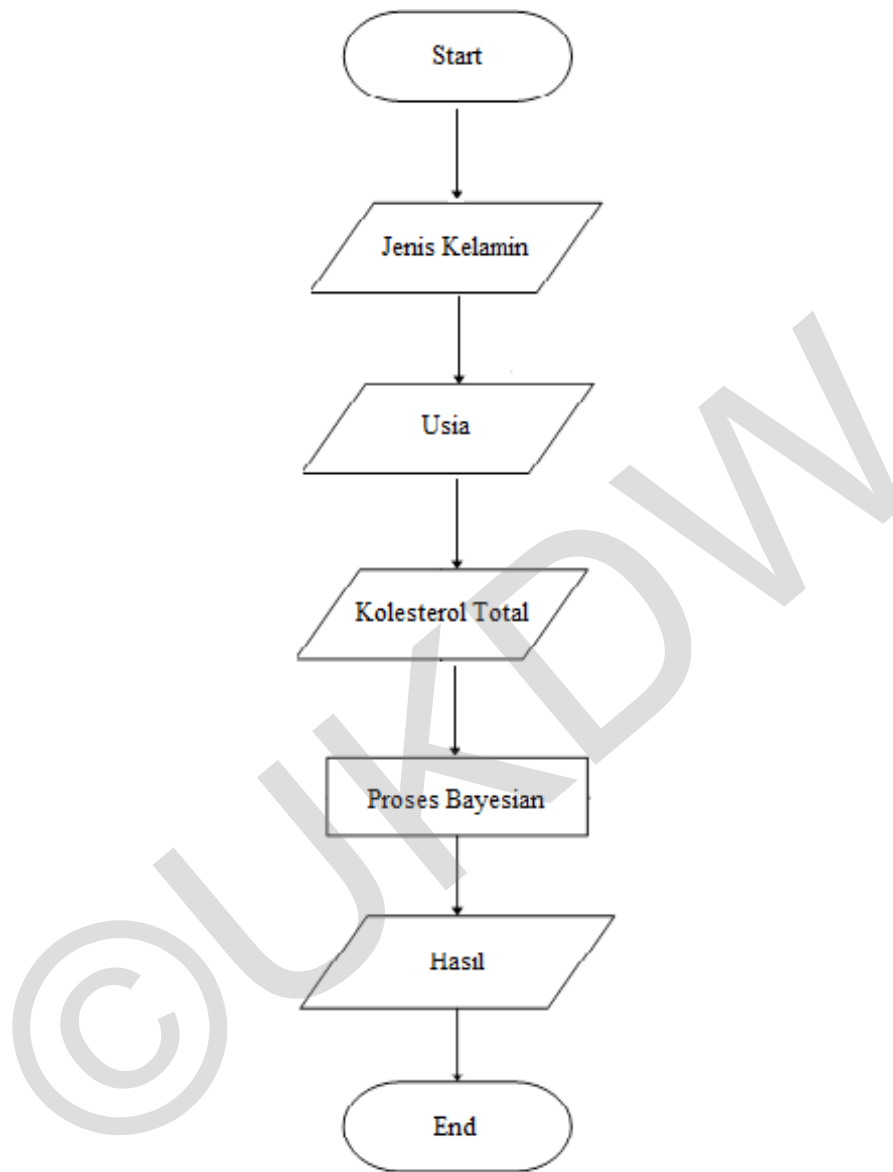 Start
Jenis Kelamin
Usia
Kolesterol Total
Proses Bayesian
Hasil
End
©UKDW